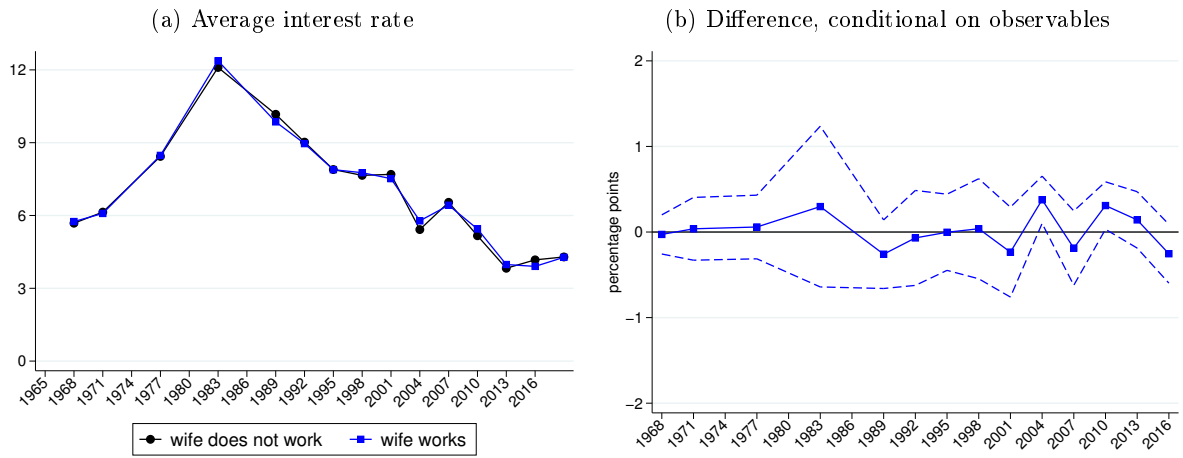 (a) Average interest rate
12
9
6
3
0
1965 1968 1971 1974 1977 1980 1983 1986 1989 1992 1995 1998 2001 2004 2007 2010 2013 2016
wife does not work wife works
(b) Difference, conditional on observables
percentage points
2
1
0
−1
−2
1968 1971 1974 1977 1980 1983 1986 1989 1992 1995 1998 2001 2004 2007 2010 2013 2016